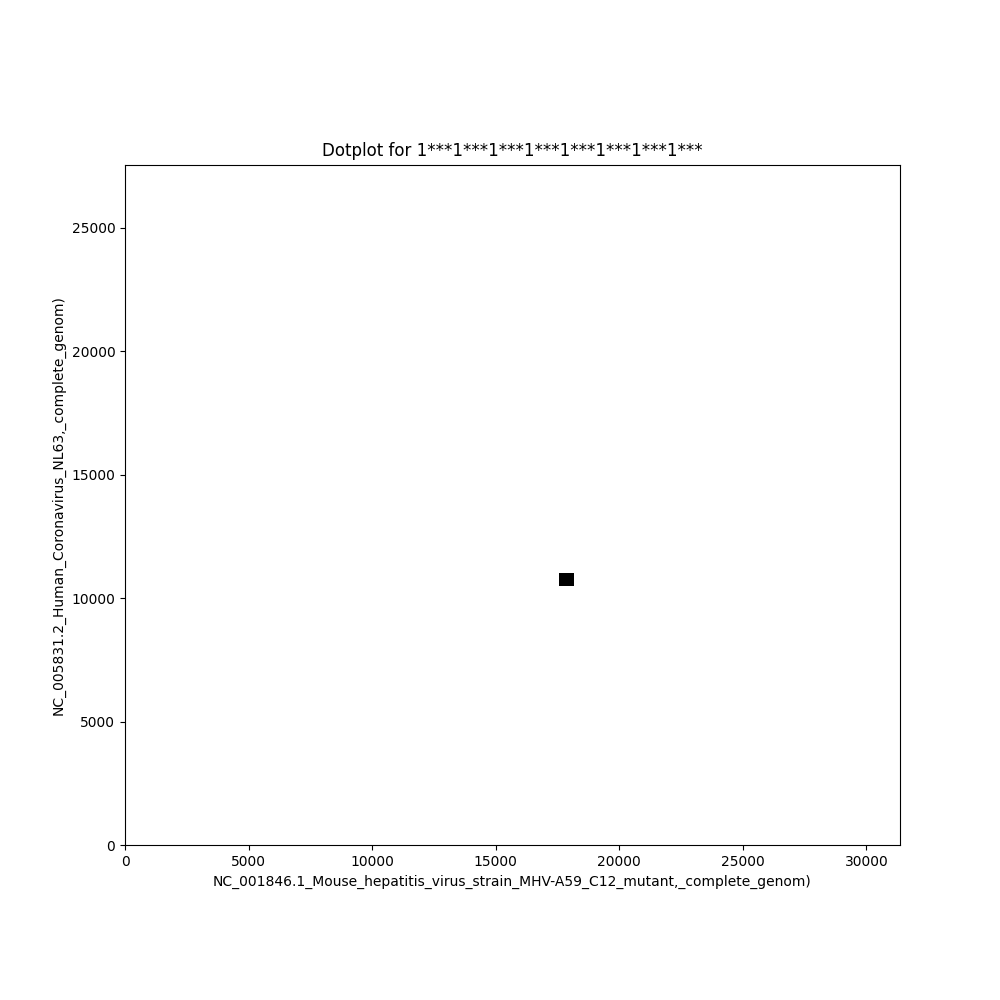 Dotplot for 1***1***1***1***1***1***1***1***
25000
20000
15000
10000
5000
0
NC_005831.2_Human_Coronavirus_NL63,_complete_genom)
0 5000 10000 15000 20000 25000 30000
NC_001846.1_Mouse_hepatitis_virus_strain_MHV-A59_C12_mutant,_complete_genom)